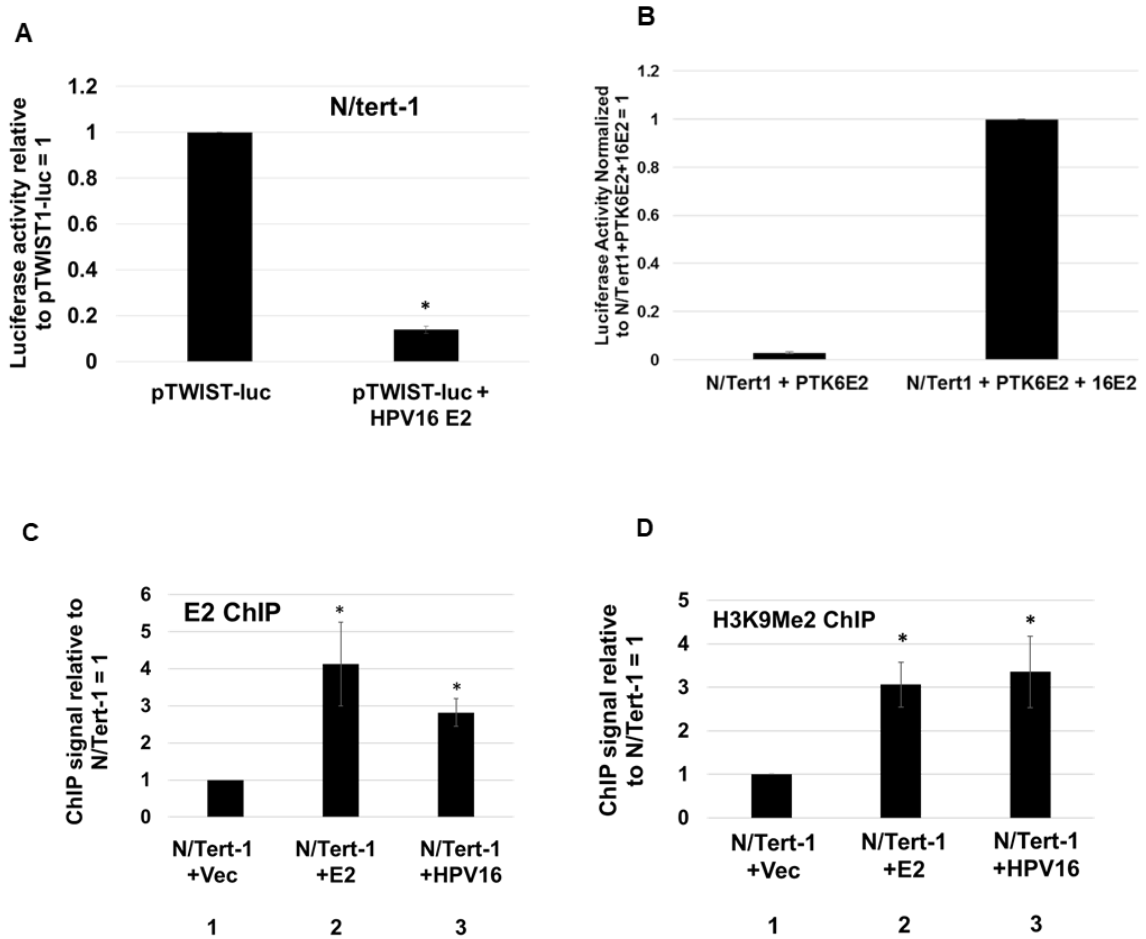 A
Luciferase activity relative
to pTWIST1-luc = 1
1.2
1
0.8
0.6
0.4
0.2
0
N/tert-1
*
pTWIST-luc
pTWIST-luc +
HPV16 E2
B
Luciferase Activity Normalized
to N/Tert1+PTK6E2+16E2 = 1
1.2
1
0.8
0.6
0.4
0.2
0
N/Tert1 + PTK6E2
N/Tert1 + PTK6E2 + 16E2
C
ChIP signal relative to
N/Tert-1 = 1
6
5
4
3
2
1
0
E2 ChIP
*
*
N/Tert-1
+Vec
N/Tert-1
+E2
N/Tert-1
+HPV16
1 2 3
D
ChIP signal relative
to N/Tert-1 = 1
5
4
3
2
1
0
H3K9Me2 ChIP
*
*
N/Tert-1
+Vec
N/Tert-1
+E2
N/Tert-1
+HPV16
1 2 3